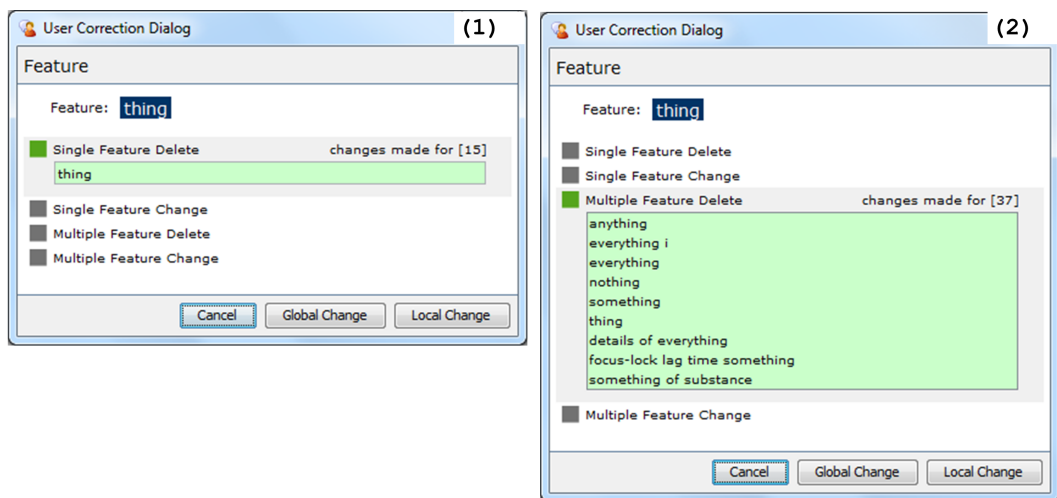 User Correction Dialog (1)
Feature
Feature: thing
Single Feature Delete changes made for [15]
thing
Single Feature Change
Multiple Feature Delete
Multiple Feature Change
Cancel Global Change Local Change
User Correction Dialog (2)
Feature
Feature: thing
Single Feature Delete
Single Feature Change
Multiple Feature Delete changes made for [37]
anything
everything i
everything
nothing
something
thing
details of everything
focus-lock lag time something
something of substance
Multiple Feature Change
Cancel Global Change Local Change